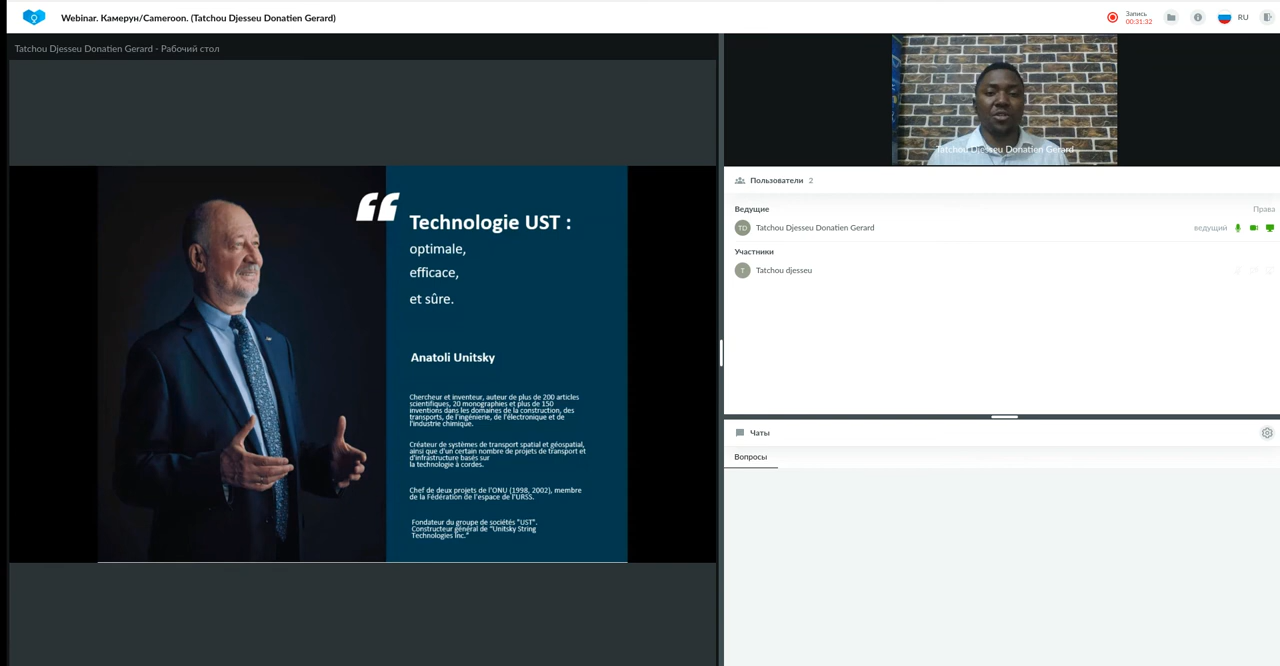 Webinar. Камерун/Cameroon. (Tatchou Djesseu Donatien Gerard)
Запись
00:31:32
RU
Tatchou Djesseu Donatien Gerard - Рабочий стол
Technologie UST :
optimale,
efficace,
et sûre.
Anatoli Unitsky
Chercheur et inventeur, auteur de plus de 200 articles
scientifiques, 20 monographies et plus de 150
inventions dans les domaines de la construction, des
transports, de l'ingénierie, de l'électronique et de
l'industrie chimique.
Créateur de systèmes de transport spatial et géospatial,
ainsi que d'un certain nombre de projets de transport et
d'infrastructure basés sur
la technologie à cordes.
Chef de deux projets de l'ONU (1998, 2002), membre
de la Fédération de l'espace de l'URSS.
Fondateur du groupe de sociétés "UST".
Constructeur général de "Unitsky String
Technologies Inc."
Tatchou Djesseu Donatien Gerard
Пользователи 2
Ведущие Права
TD Tatchou Djesseu Donatien Gerard ведущий
Участники
T Tatchou djesseu
Чаты
Вопросы